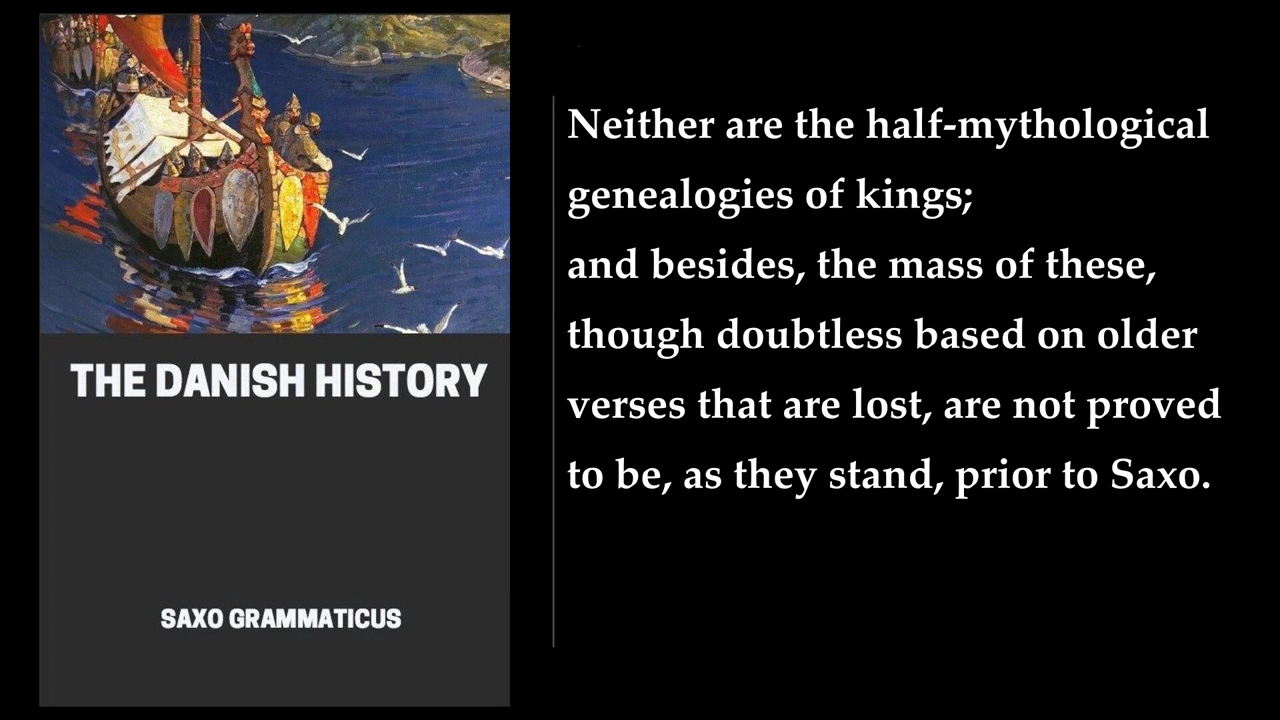 THE DANISH HISTORY
SAXO GRAMMATICUS
Neither are the half-mythological
genealogies of kings;
and besides, the mass of these,
though doubtless based on older
verses that are lost, are not proved
to be, as they stand, prior to Saxo.